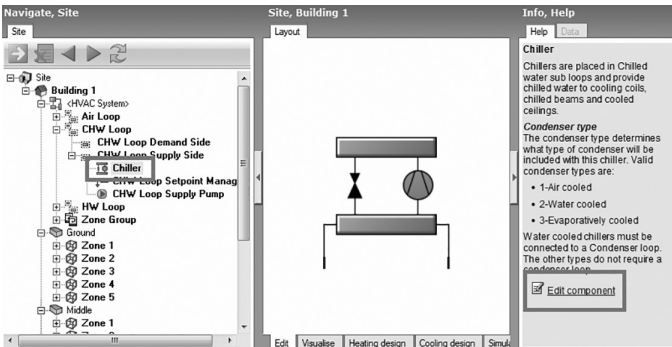 Navigate, Site
Site
Site
Building 1
<HVAC System>
Air Loop
CHW Loop
CHW Loop Demand Side
CHW Loop Supply Side
Chiller
CHW Loop Setpoint Manag
CHW Loop Supply Pump
HW Loop
Zone Group
Ground
Zone 1
Zone 2
Zone 3
Zone 4
Zone 5
Middle
Zone 1
Site, Building 1
Layout
Edit Visualise Heating design Cooling design Simula
Info, Help
Help Data
Chiller
Chillers are placed in Chilled
water sub loops and provide
chilled water to cooling coils,
chilled beams and cooled
ceilings.
Condenser type
The condenser type determines
what type of condenser will be
included with this chiller. Valid
condenser types are:
• 1-Air cooled
• 2-Water cooled
• 3-Evaporatively cooled
Water cooled chillers must be
connected to a Condenser loop.
The other types do not require a
condenser loop
Edit component